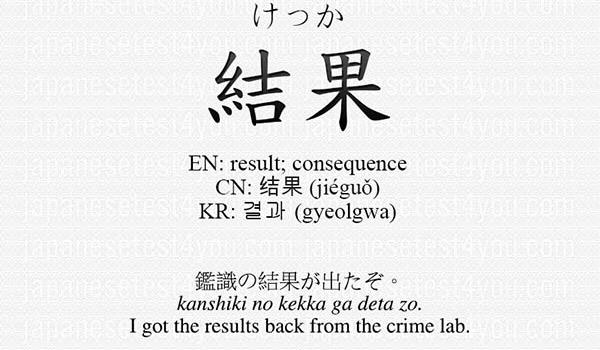 けっか
結果
EN: result; consequence
CN: 结果 (jiéguǒ)
KR: 결과 (gyeolgwa)
鑑識の結果が出たぞ。
kanshiki no kekka ga deta zo.
I got the results back from the crime lab.